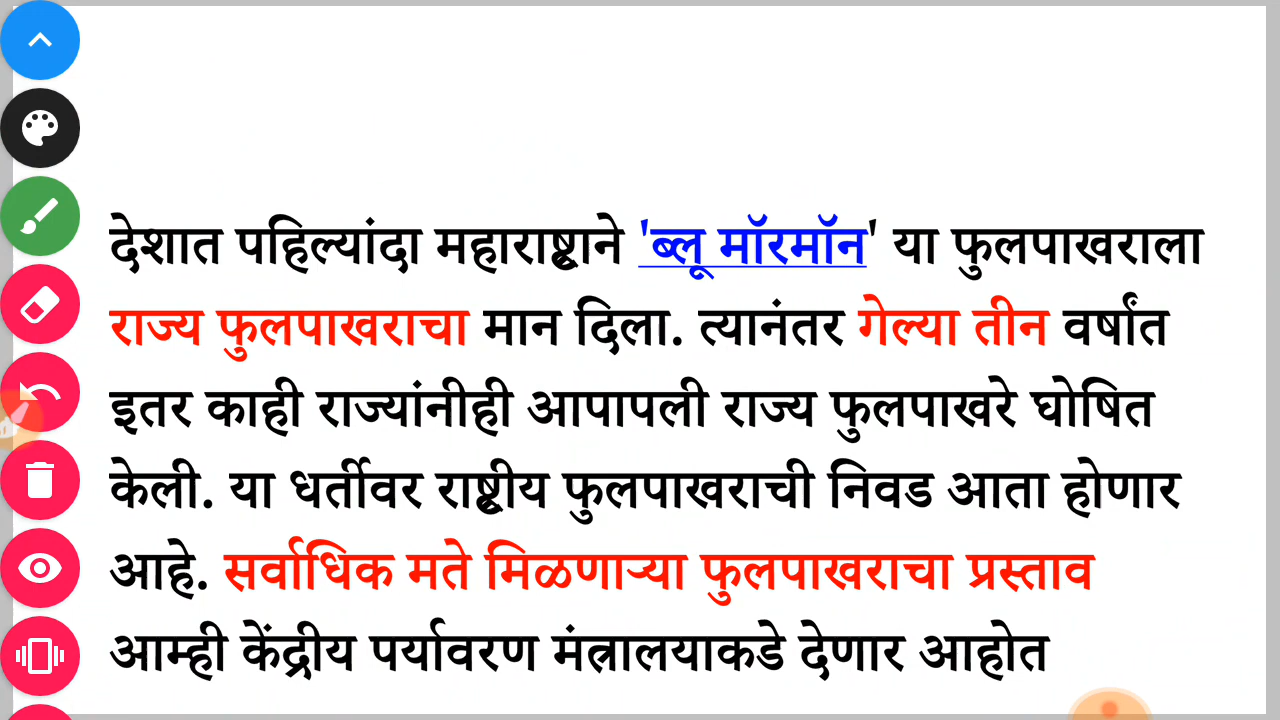 देशात पहिल्यांदा महाराष्ट्राने 'ब्लू मॉरमॉन' या फुलपाखराला
राज्य फुलपाखराचा मान दिला. त्यानंतर गेल्या तीन वर्षांत
इतर काही राज्यांनीही आपापली राज्य फुलपाखरे घोषित
केली. या धर्तीवर राष्ट्रीय फुलपाखराची निवड आता होणार
आहे. सर्वाधिक मते मिळणाऱ्या फुलपाखराचा प्रस्ताव
आम्ही केंद्रीय पर्यावरण मंत्रालयाकडे देणार आहोत